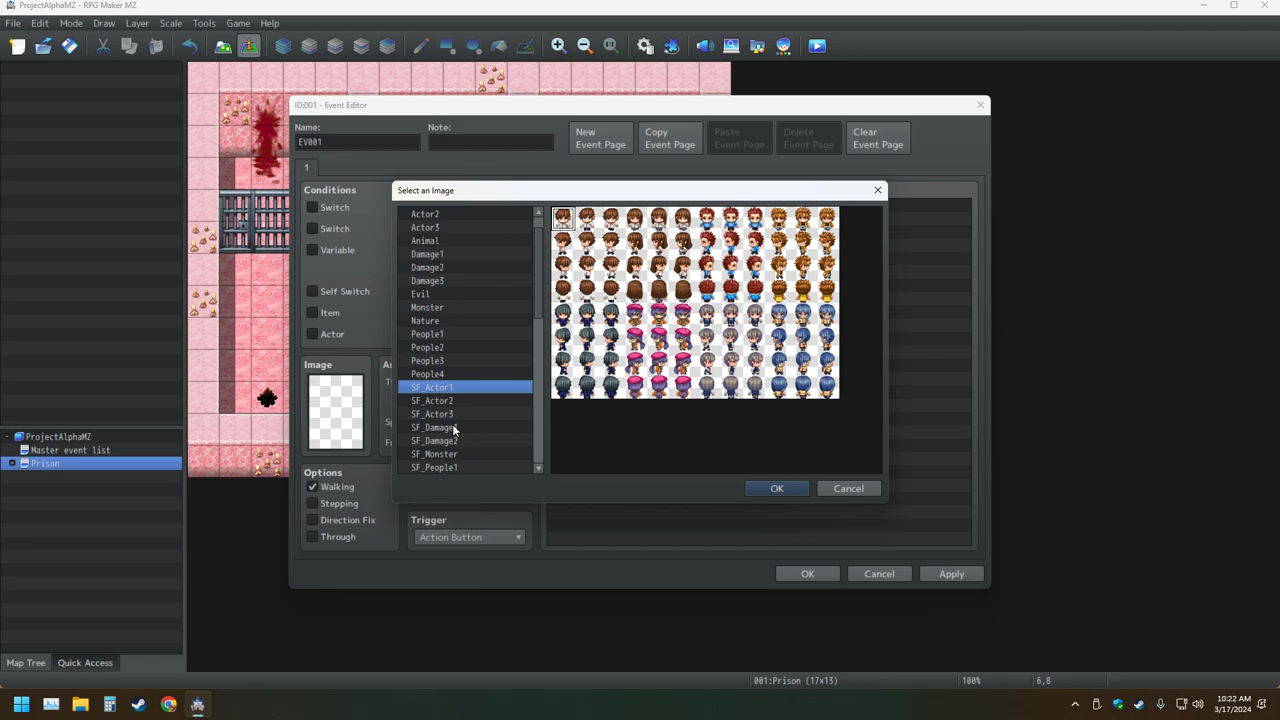 ProjectAlphaMZ - RPG Maker MZ
File Edit Mode Draw Layer Scale Tools Game Help
ID:001 - Event Editor
Name: Note:
EV001
New Event Page
Copy Event Page
Paste Event Page
Delete Event Page
Clear Event Page
1
Conditions
Switch
Switch
Variable
Self Switch
Item
Actor
Image
Options
Walking
Stepping
Direction Fix
Through
Trigger
Action Button
OK Cancel Apply
Select an Image
Actor2
Actor3
Animal
Damage1
Damage2
Damage3
Evil
Monster
Nature
People1
People2
People3
People4
SF_Actor1
SF_Actor2
SF_Actor3
SF_Damage1
SF_Damage2
SF_Monster
SF_People1
OK Cancel
ProjectAlphaMZ
Master event list
Prison
Map Tree Quick Access
001:Prison (17x13) 100% 6,8
10:22 AM
3/17/2024